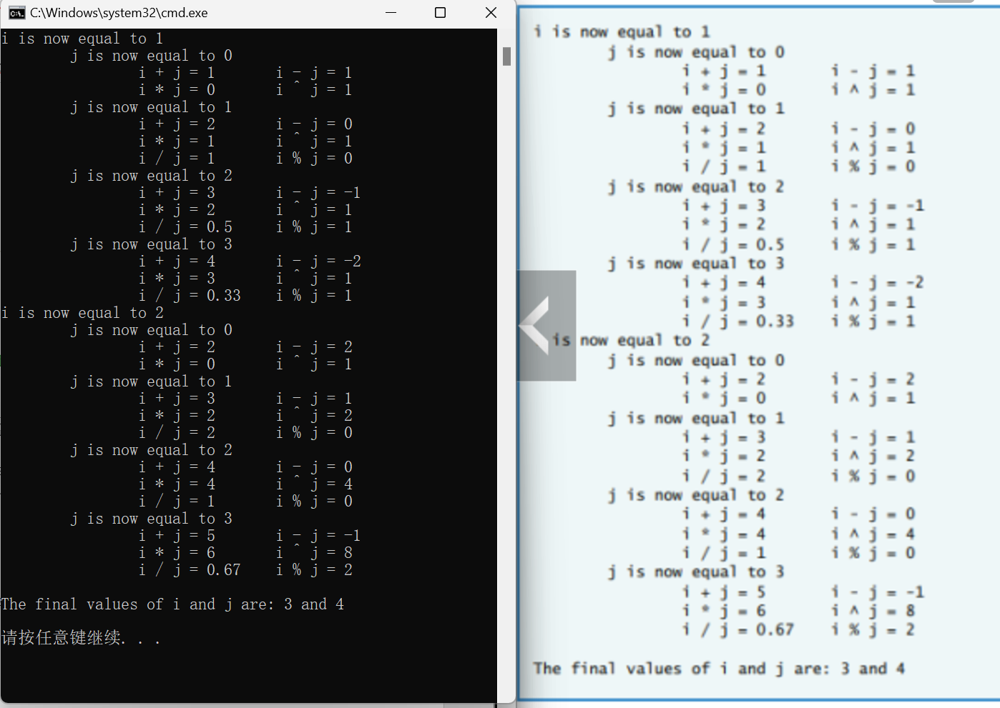 C:\Windows\system32\cmd.exe
i is now equal to 1
j is now equal to 0
i + j = 1 i - j = 1
i * j = 0 i ^ j = 1
j is now equal to 1
i + j = 2 i - j = 0
i * j = 1 i ^ j = 1
i / j = 1 i % j = 0
j is now equal to 2
i + j = 3 i - j = -1
i * j = 2 i ^ j = 1
i / j = 0.5 i % j = 1
j is now equal to 3
i + j = 4 i - j = -2
i * j = 3 i ^ j = 1
i / j = 0.33 i % j = 1
i is now equal to 2
j is now equal to 0
i + j = 2 i - j = 2
i * j = 0 i ^ j = 1
j is now equal to 1
i + j = 3 i - j = 1
i * j = 2 i ^ j = 2
i / j = 2 i % j = 0
j is now equal to 2
i + j = 4 i - j = 0
i * j = 4 i ^ j = 4
i / j = 1 i % j = 0
j is now equal to 3
i + j = 5 i - j = -1
i * j = 6 i ^ j = 8
i / j = 0.67 i % j = 2
The final values of i and j are: 3 and 4
请按任意键继续. . .
i is now equal to 1
j is now equal to 0
i + j = 1 i - j = 1
i * j = 0 i ^ j = 1
j is now equal to 1
i + j = 2 i - j = 0
i * j = 1 i ^ j = 1
i / j = 1 i % j = 0
j is now equal to 2
i + j = 3 i - j = -1
i * j = 2 i ^ j = 1
i / j = 0.5 i % j = 1
j is now equal to 3
i + j = 4 i - j = -2
i * j = 3 i ^ j = 1
i / j = 0.33 i % j = 1
is now equal to 2
j is now equal to 0
i + j = 2 i - j = 2
i * j = 0 i ^ j = 1
j is now equal to 1
i + j = 3 i - j = 1
i * j = 2 i ^ j = 2
i / j = 2 i % j = 0
j is now equal to 2
i + j = 4 i - j = 0
i * j = 4 i ^ j = 4
i / j = 1 i % j = 0
j is now equal to 3
i + j = 5 i - j = -1
i * j = 6 i ^ j = 8
i / j = 0.67 i % j = 2
The final values of i and j are: 3 and 4